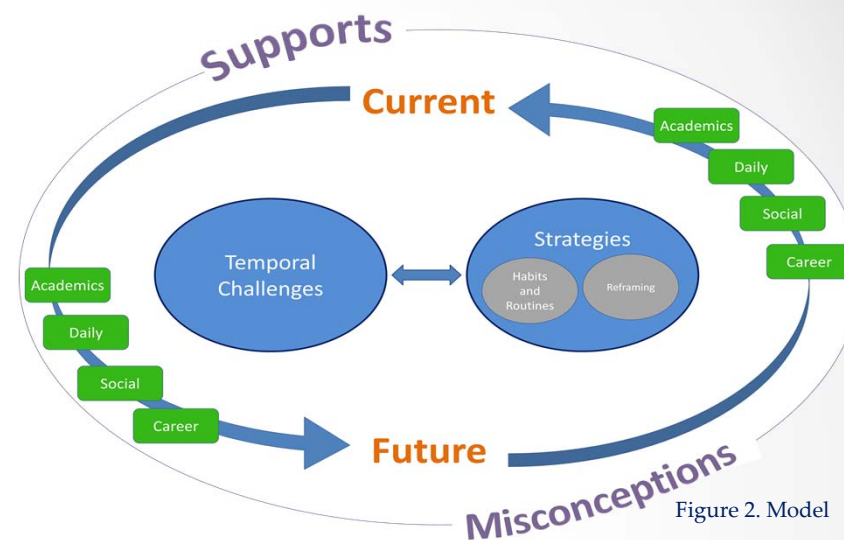 Supports
Current
Academics
Daily
Social
Career
Temporal
Challenges
Strategies
Habits
and
Routines
Reframing
Academics
Daily
Social
Career
Future
Misconceptions
Figure 2. Model